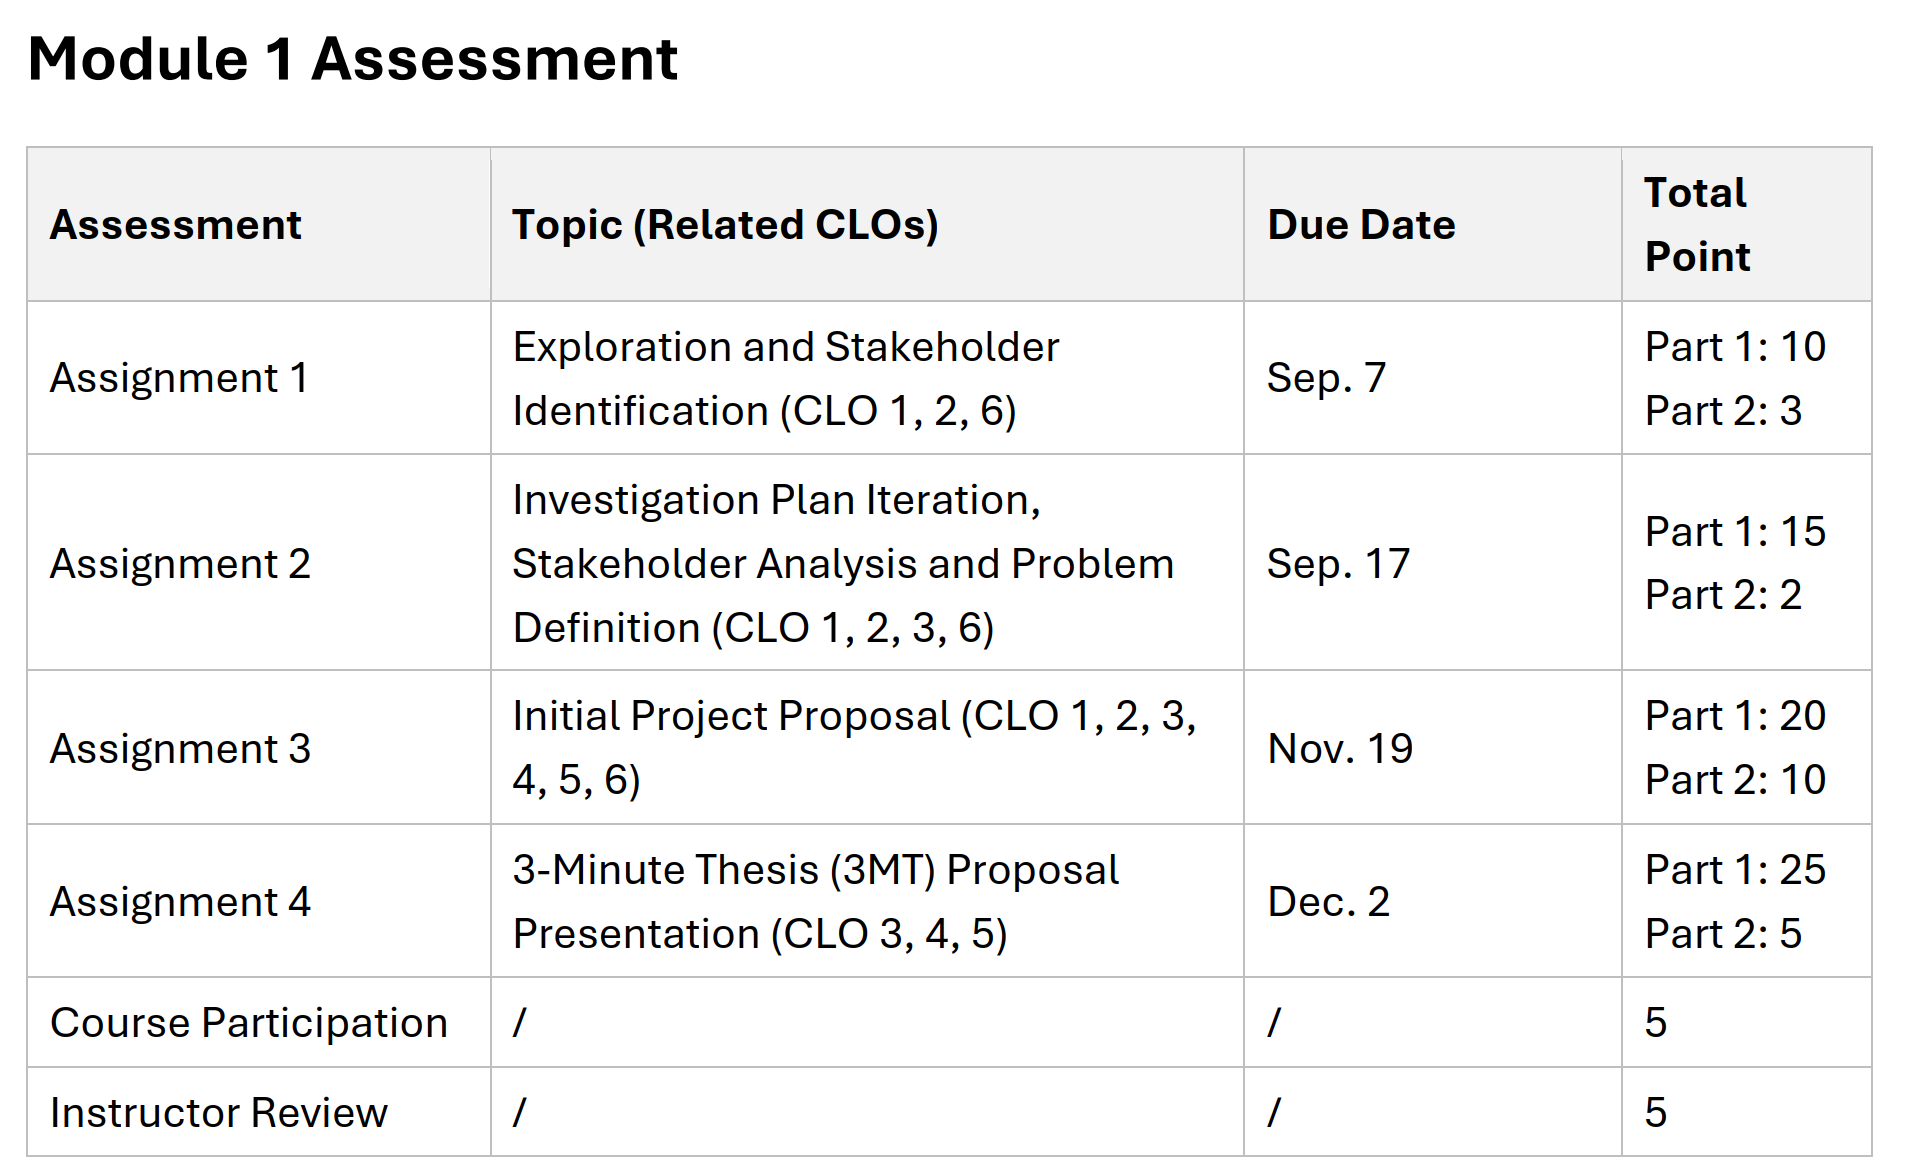 Module 1 Assessment
Assessment
Topic (Related CLOs)
Due Date
Total
Point
Assignment 1
Exploration and Stakeholder
Identification (CLO 1, 2, 6)
Sep. 7
Part 1: 10
Part 2: 3
Assignment 2
Investigation Plan Iteration,
Stakeholder Analysis and Problem
Definition (CLO 1, 2, 3, 6)
Sep. 17
Part 1: 15
Part 2: 2
Assignment 3
Initial Project Proposal (CLO 1, 2, 3,
4, 5, 6)
Nov. 19
Part 1: 20
Part 2: 10
Assignment 4
3-Minute Thesis (3MT) Proposal
Presentation (CLO 3, 4, 5)
Dec. 2
Part 1: 25
Part 2: 5
Course Participation
/
/
5
Instructor Review
/
/
5